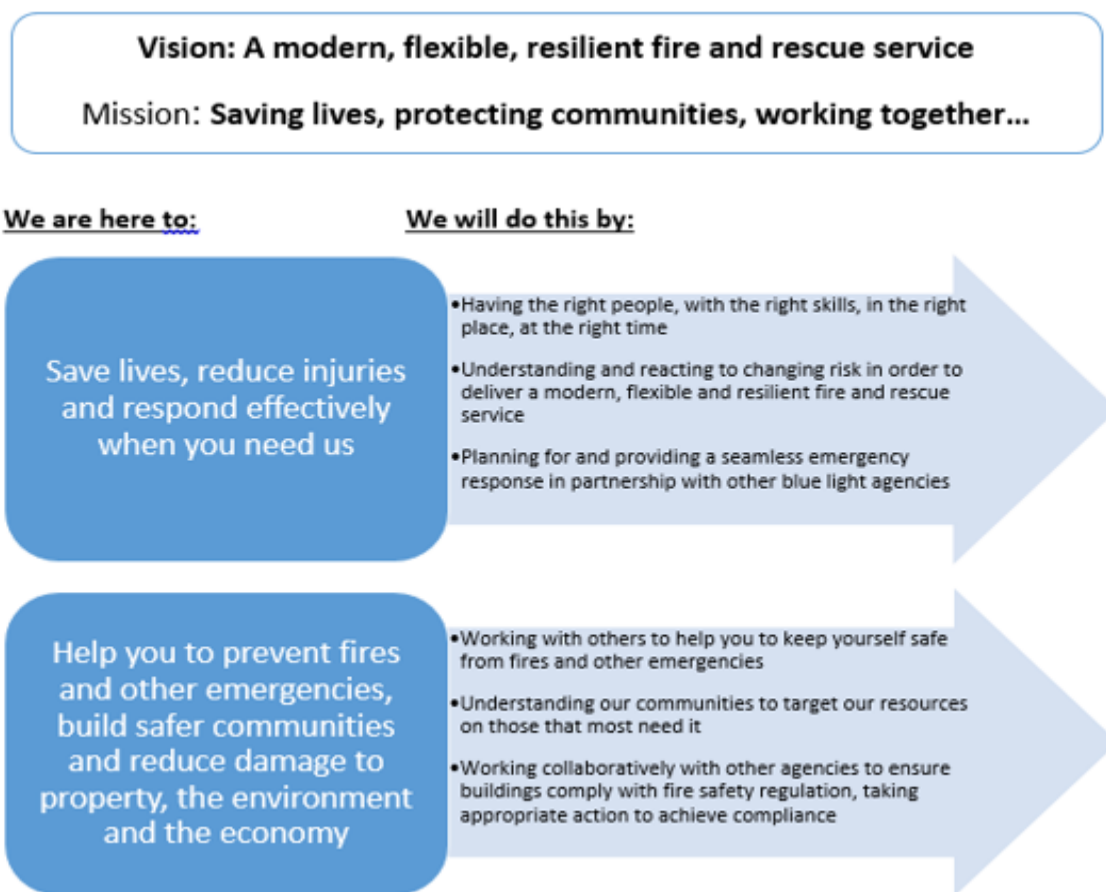 Vision: A modern, flexible, resilient fire and rescue service
Mission: Saving lives, protecting communities, working together…
We are here to:
We will do this by:
Save lives, reduce injuries
and respond effectively
when you need us
•Having the right people, with the right skills, in the right
place, at the right time
•Understanding and reacting to changing risk in order to
deliver a modern, flexible and resilient fire and rescue
service
•Planning for and providing a seamless emergency
response in partnership with other blue light agencies
Help you to prevent fires
and other emergencies,
build safer communities
and reduce damage to
property, the environment
and the economy
•Working with others to help you to keep yourself safe
from fires and other emergencies
•Understanding our communities to target our resources
on those that most need it
•Working collaboratively with other agencies to ensure
buildings comply with fire safety regulation, taking
appropriate action to achieve compliance